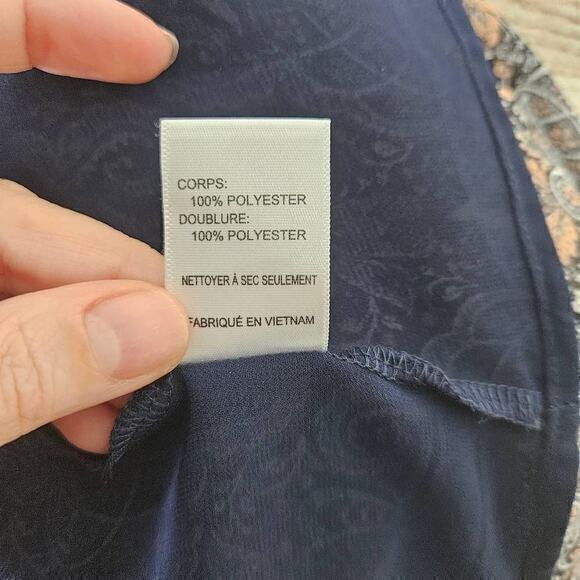 CORPS:
100% POLYESTER
DOUBLURE:
100% POLYESTER
NETTOYER À SEC SEULEMENT
FABRIQUÉ EN VIETNAM